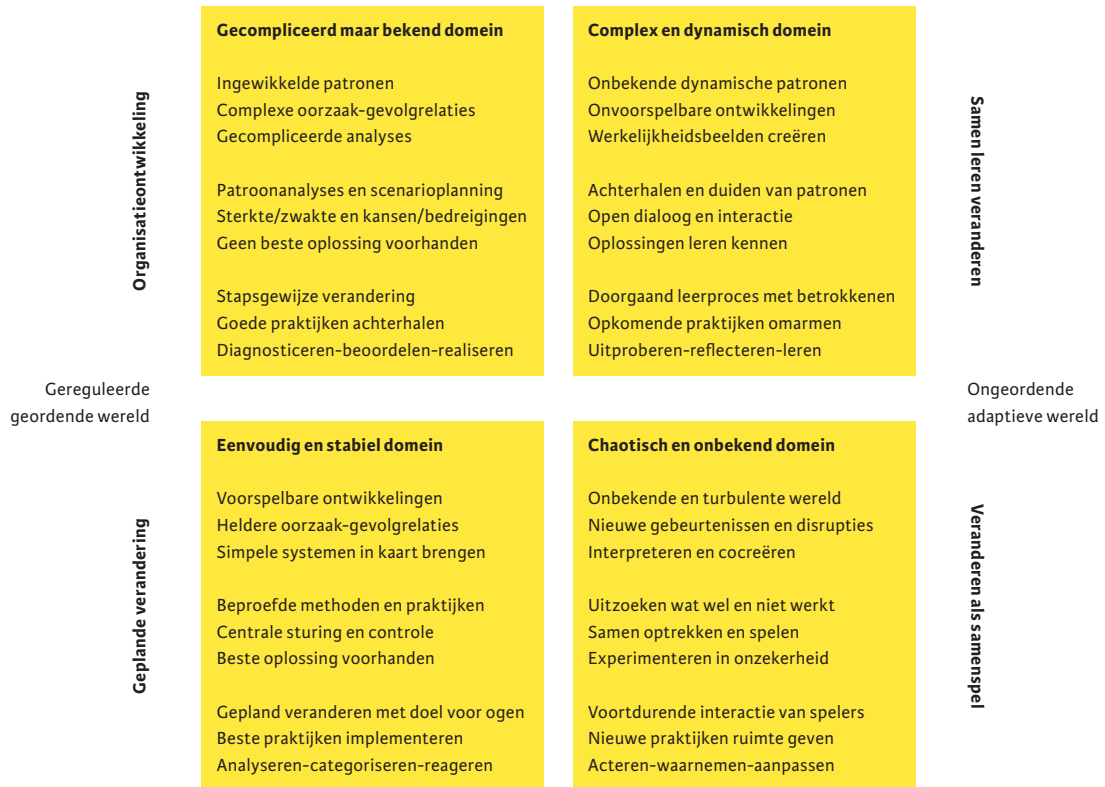 Organisatieontwikkeling
Gecompliceerd maar bekend domein
Ingewikkelde patronen
Complexe oorzaak-gevolgrelaties
Gecompliceerde analyses
Patroonanalyses en scenarioplanning
Sterkte/zwakte en kansen/bedreigingen
Geen beste oplossing voorhanden
Stapsgewijze verandering
Goede praktijken achterhalen
Diagnosticeren-beoordelen-realiseren
Complex en dynamisch domein
Onbekende dynamische patronen
Onvoorspelbare ontwikkelingen
Werkelijkheidsbeelden creëren
Achterhalen en duiden van patronen
Open dialoog en interactie
Oplossingen leren kennen
Doorgaand leerproces met betrokkenen
Opkomende praktijken omarmen
Uitproberen-reflecteren-leren
Samen leren veranderen
Gereguleerde
geordende wereld
Ongeordende
adaptieve wereld
Geplande verandering
Eenvoudig en stabiel domein
Voorspelbare ontwikkelingen
Heldere oorzaak-gevolgrelaties
Simpele systemen in kaart brengen
Beproefde methoden en praktijken
Centrale sturing en controle
Beste oplossing voorhanden
Gepland veranderen met doel voor ogen
Beste praktijken implementeren
Analyseren-categoriseren-reageren
Chaotisch en onbekend domein
Onbekende en turbulente wereld
Nieuwe gebeurtenissen en disrupties
Interpreteren en cocreëren
Uitzoeken wat wel en niet werkt
Samen optrekken en spelen
Experimenteren in onzekerheid
Voortdurende interactie van spelers
Nieuwe praktijken ruimte geven
Acteren-waarnemen-aanpassen
Veranderen als samenspel